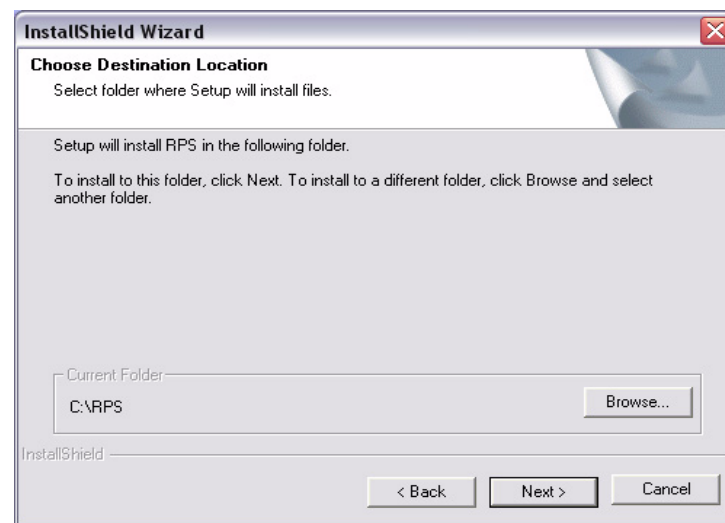 InstallShield Wizard
Choose Destination Location
Select folder where Setup will install files.
Setup will install RPS in the following folder.
To install to this folder, click Next. To install to a different folder, click Browse and select
another folder.
Current Folder
C:\RPS
Browse...
InstallShield
< Back
Next >
Cancel